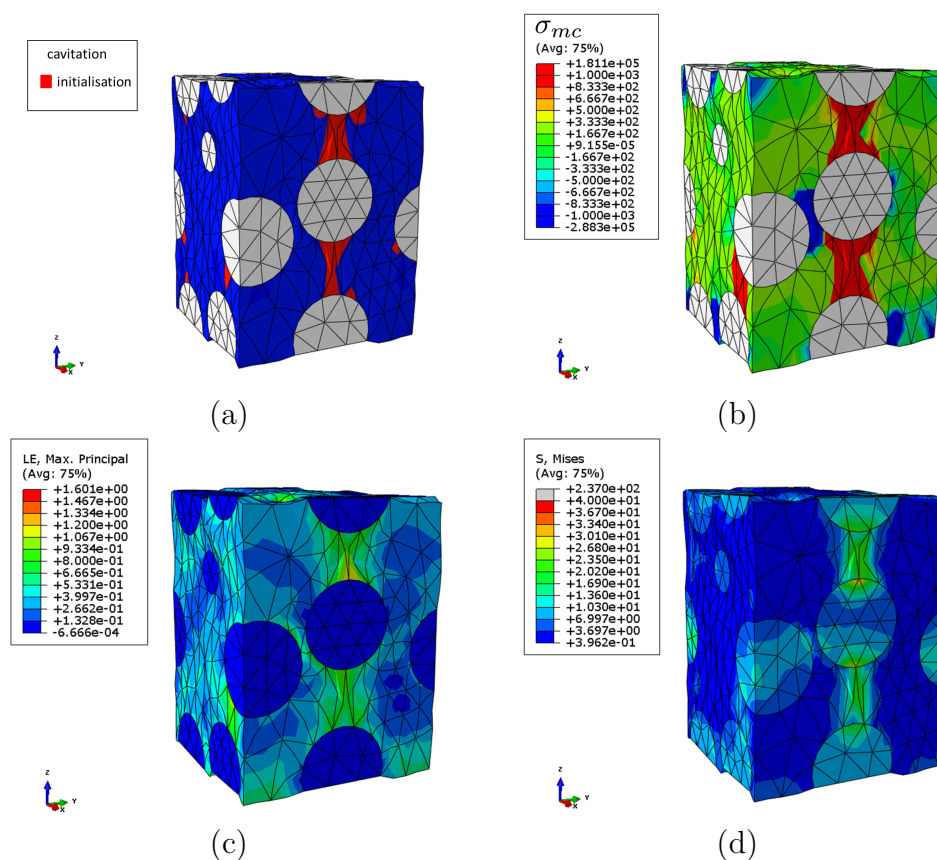 cavitation
initialisation
z
Y
X
(a)
σmc
(Avg: 75%)
+1.811e+05
+1.000e+03
+8.333e+02
+6.667e+02
+5.000e+02
+3.333e+02
+1.667e+02
+9.155e-05
-1.667e+02
-3.333e+02
-5.000e+02
-6.667e+02
-8.333e+02
-1.000e+03
-2.883e+05
z
Y
X
(b)
LE, Max. Principal
(Avg: 75%)
+1.601e+00
+1.467e+00
+1.334e+00
+1.200e+00
+1.067e+00
+9.334e-01
+8.000e-01
+6.665e-01
+5.331e-01
+3.997e-01
+2.662e-01
+1.328e-01
-6.666e-04
z
Y
X
(c)
S, Mises
(Avg: 75%)
+2.370e+02
+4.000e+01
+3.670e+01
+3.340e+01
+3.010e+01
+2.680e+01
+2.350e+01
+2.020e+01
+1.690e+01
+1.360e+01
+1.030e+01
+6.997e+00
+3.697e+00
+3.962e-01
z
Y
X
(d)